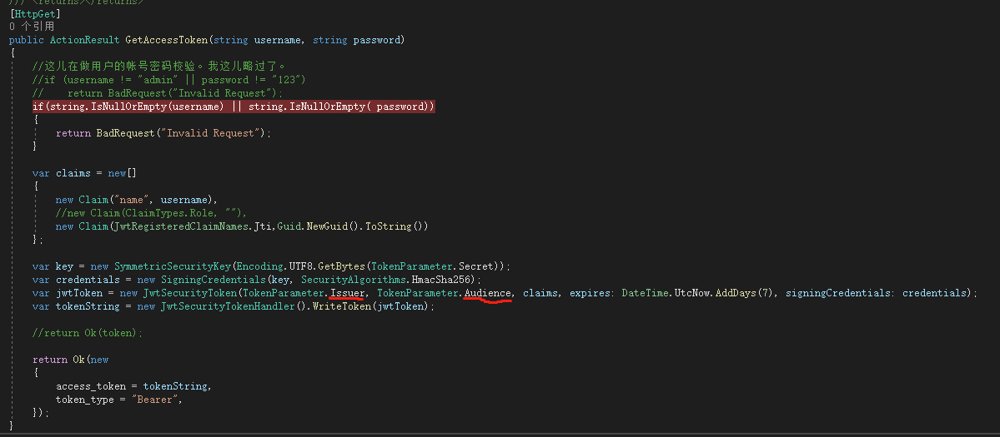 /// <returns></returns>
[HttpGet]
0 个引用
public ActionResult GetAccessToken(string username, string password)
{
//这儿在做用户的帐号密码校验。我这儿略过了。
//if (username != "admin" || password != "123")
//    return BadRequest("Invalid Request");
if(string.IsNullOrEmpty(username) || string.IsNullOrEmpty( password))
{
return BadRequest("Invalid Request");
}
var claims = new[]
{
new Claim("name", username),
//new Claim(ClaimTypes.Role, ""),
new Claim(JwtRegisteredClaimNames.Jti,Guid.NewGuid().ToString())
};
var key = new SymmetricSecurityKey(Encoding.UTF8.GetBytes(TokenParameter.Secret));
var credentials = new SigningCredentials(key, SecurityAlgorithms.HmacSha256);
var jwtToken = new JwtSecurityToken(TokenParameter.Issuer, TokenParameter.Audience, claims, expires: DateTime.UtcNow.AddDays(7), signingCredentials: credentials);
var tokenString = new JwtSecurityTokenHandler().WriteToken(jwtToken);
//return Ok(token);
return Ok(new
{
access_token = tokenString,
token_type = "Bearer",
});
}